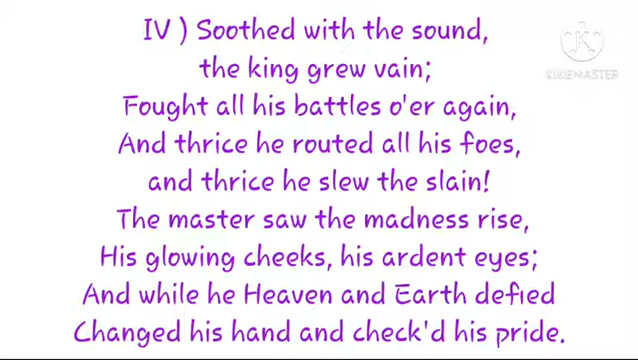 IV ) Soothed with the sound,
the king grew vain;
Fought all his battles o'er again,
And thrice he routed all his foes,
and thrice he slew the slain!
The master saw the madness rise,
His glowing cheeks, his ardent eyes;
And while he Heaven and Earth defied
Changed his hand and check'd his pride.
KINEMASTER